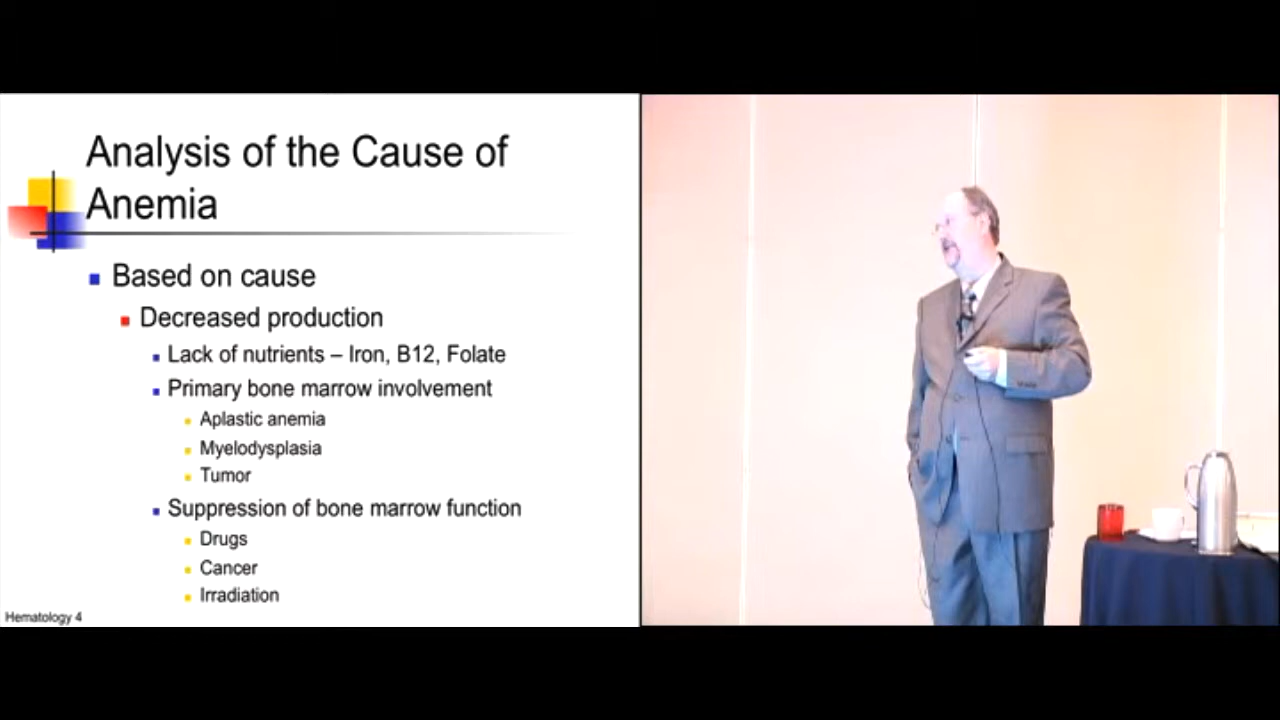 Analysis of the Cause of
Anemia
Based on cause
Decreased production
Lack of nutrients – Iron, B12, Folate
Primary bone marrow involvement
Aplastic anemia
Myelodysplasia
Tumor
Suppression of bone marrow function
Drugs
Cancer
Irradiation
Hematology 4